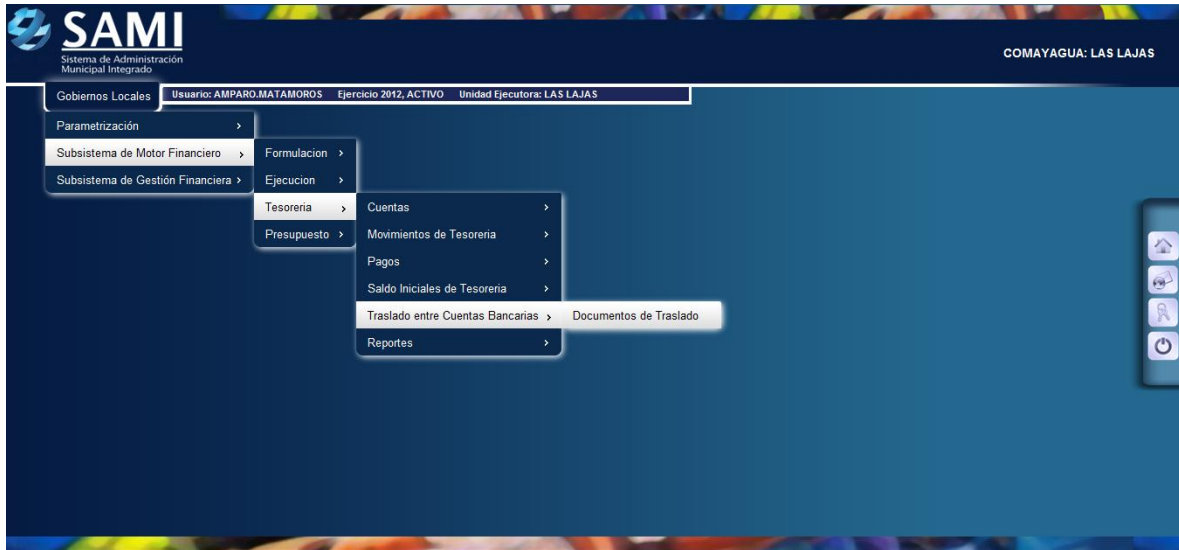 SAMI
Sistema de Administración
Municipal Integrado
COMAYAGUA: LAS LAJAS
Gobiernos Locales
Usuario: AMPARO.MATAMOROS Ejercicio 2012, ACTIVO Unidad Ejecutora: LAS LAJAS
Parametrización >
Subsistema de Motor Financiero >
Subsistema de Gestión Financiera >
Formulacion >
Ejecucion >
Tesoreria >
Presupuesto >
Cuentas >
Movimientos de Tesoreria >
Pagos >
Saldo Iniciales de Tesoreria >
Traslado entre Cuentas Bancarias >
Reportes >
Documentos de Traslado